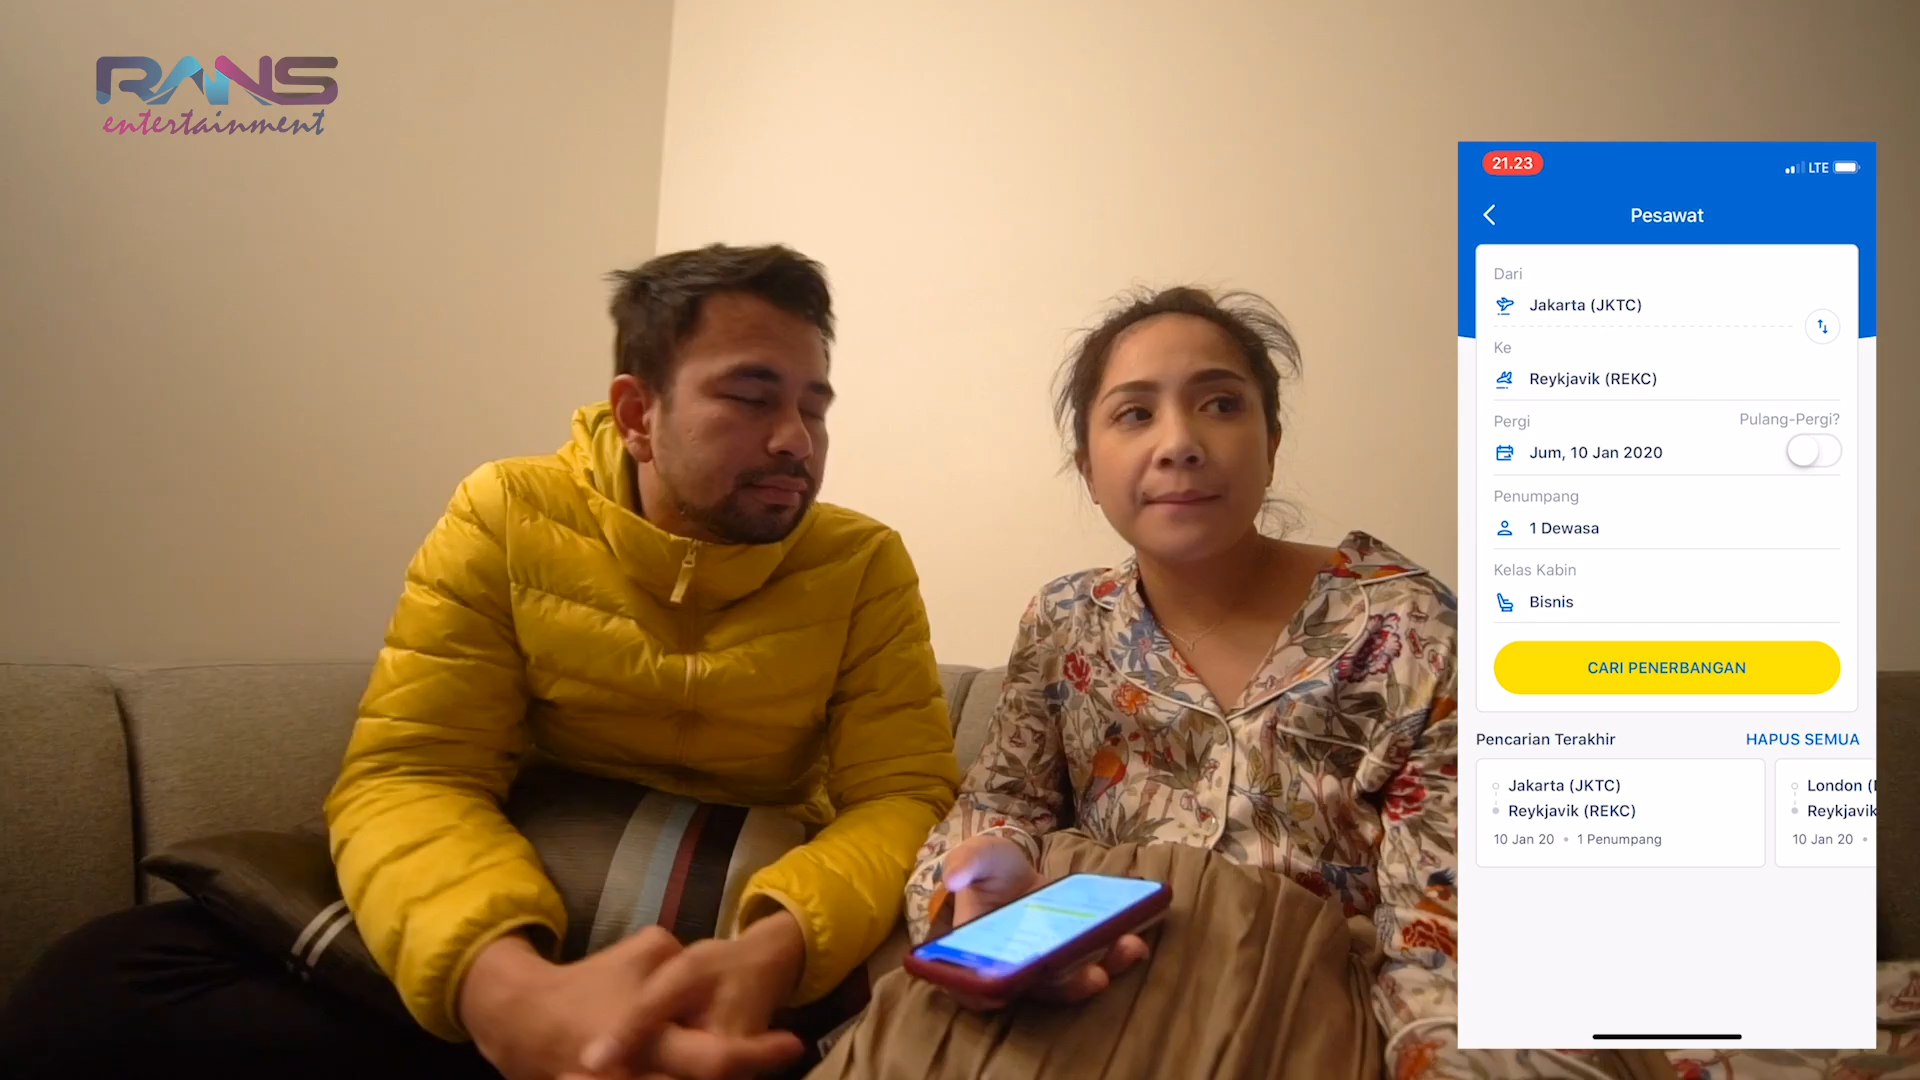 RANS
entertainment
21.23
LTE
Pesawat
Dari
Jakarta (JKTC)
Ke
Reykjavik (REKC)
Pergi
Pulang-Pergi?
Jum, 10 Jan 2020
Penumpang
1 Dewasa
Kelas Kabin
Bisnis
CARI PENERBANGAN
Pencarian Terakhir
HAPUS SEMUA
Jakarta (JKTC)
Reykjavik (REKC)
10 Jan 20 • 1 Penumpang
London (
Reykjavik
10 Jan 20 •